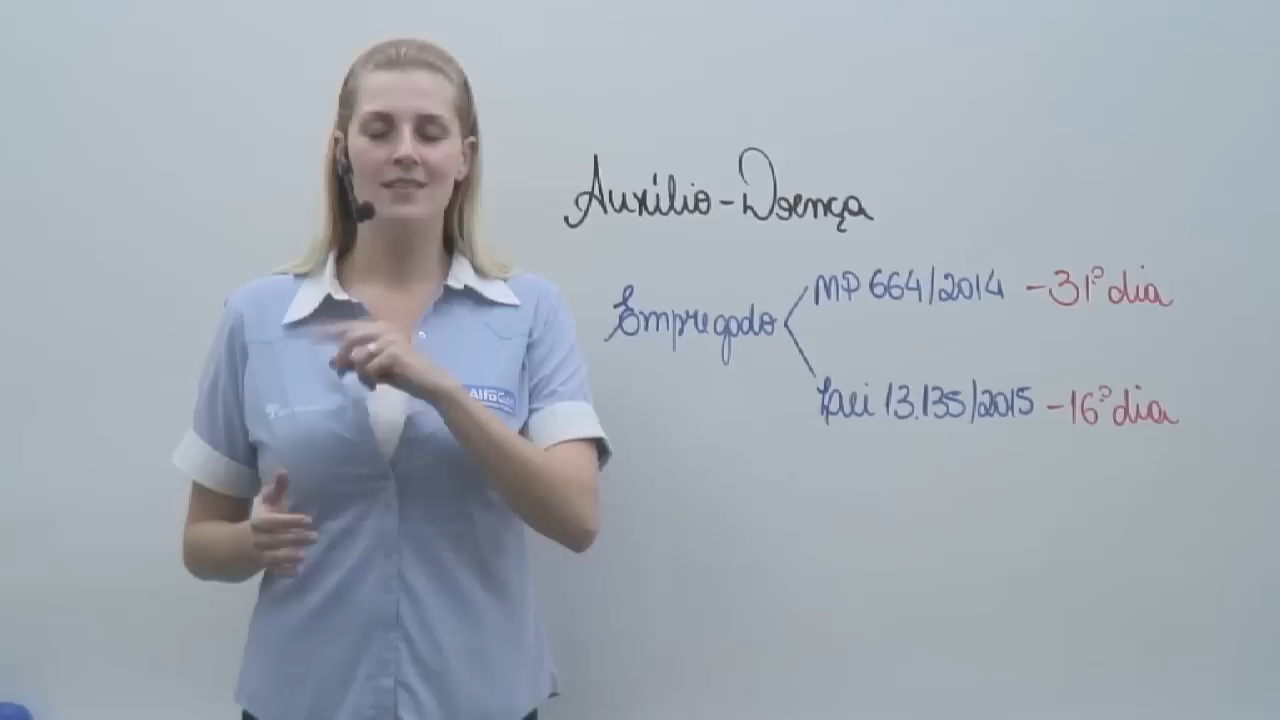 Auxílio-Doença
Empregado
MP 664/2014 - 31º dia
Lei 13.135/2015 - 16º dia